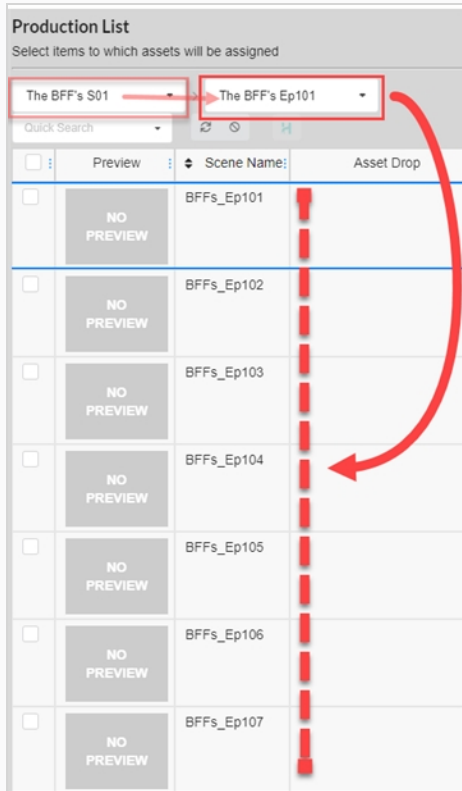 Production List
Select items to which assets will be assigned
The BFF's S01 > The BFF's Ep101
Quick Search
Preview Scene Name Asset Drop
NO PREVIEW BFFs_Ep101
NO PREVIEW BFFs_Ep102
NO PREVIEW BFFs_Ep103
NO PREVIEW BFFs_Ep104
NO PREVIEW BFFs_Ep105
NO PREVIEW BFFs_Ep106
NO PREVIEW BFFs_Ep107